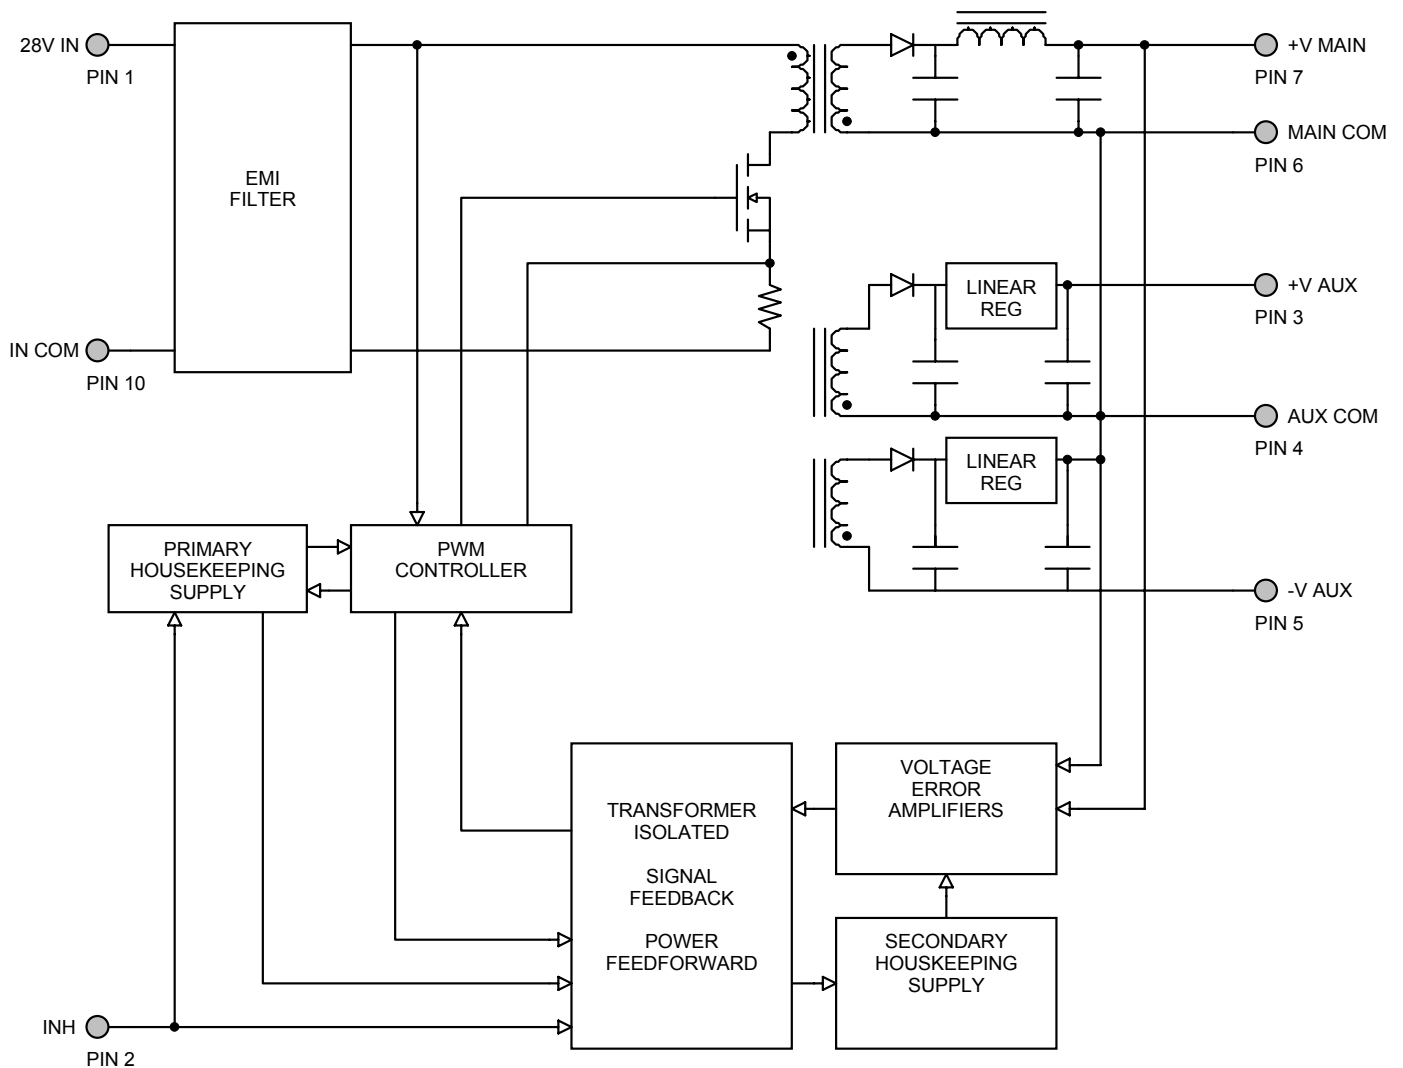 28V IN
PIN 1
EMI
FILTER
IN COM
PIN 10
+V MAIN
PIN 7
MAIN COM
PIN 6
LINEAR
REG
+V AUX
PIN 3
AUX COM
PIN 4
LINEAR
REG
-V AUX
PIN 5
PRIMARY
HOUSEKEEPING
SUPPLY
PWM
CONTROLLER
TRANSFORMER
ISOLATED
SIGNAL
FEEDBACK
POWER
FEEDFORWARD
VOLTAGE
ERROR
AMPLIFIERS
SECONDARY
HOUSKEEPING
SUPPLY
INH
PIN 2